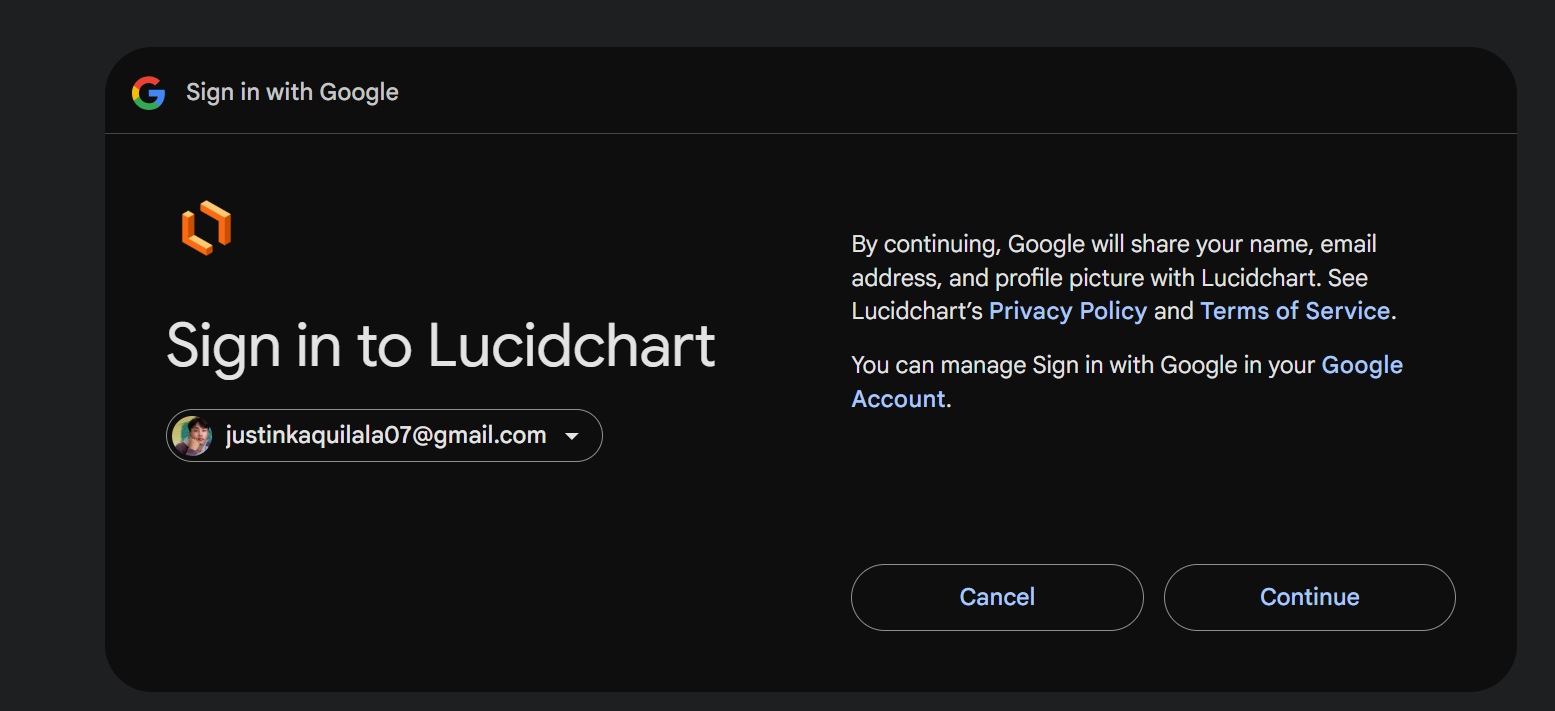 Sign in with Google
Sign in to Lucidchart
justinkaquilala07@gmail.com
By continuing, Google will share your name, email
address, and profile picture with Lucidchart. See
Lucidchart’s Privacy Policy and Terms of Service.
You can manage Sign in with Google in your Google
Account.
Cancel
Continue